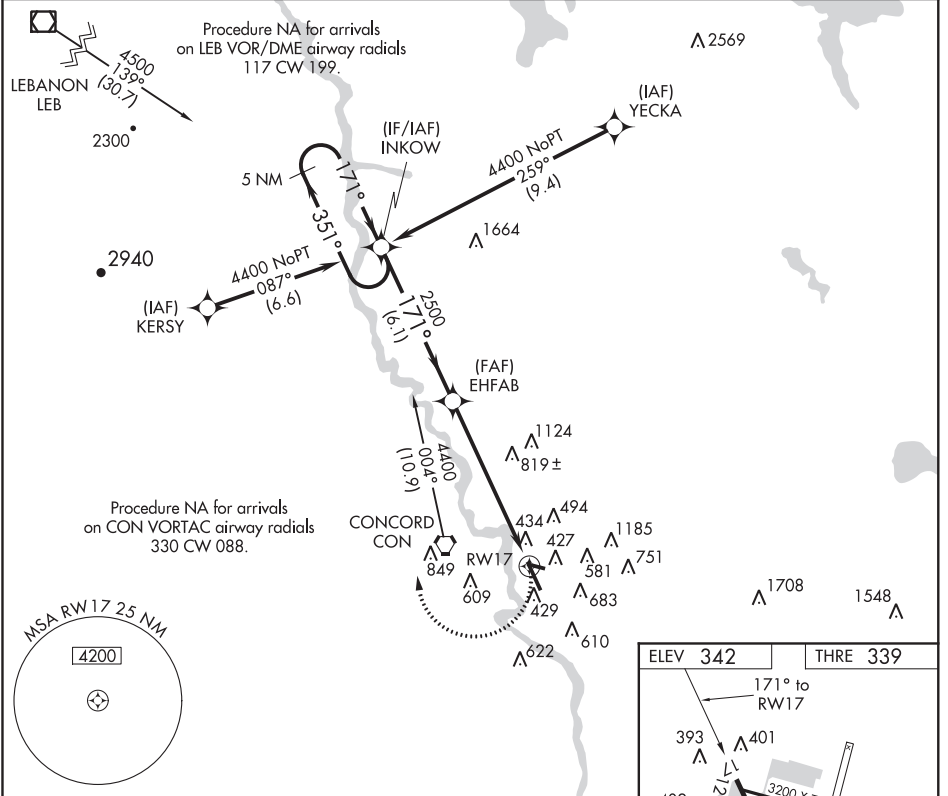 Procedure NA for arrivals
on LEB VOR/DME airway radials
117 CW 199.
2569
4500
139°
(30.7)
LEBANON
LEB
2300
(IAF)
YECKA
(IF/IAF)
INKOW
4400 NoPT
259°
(9.4)
5 NM
171°
351°
1664
2940
4400 NoPT
087°
(6.6)
(IAF)
KERSY
2500
171°
(6.1)
(FAF)
EHFAB
1124
819 ±
4400
004°
(10.9)
Procedure NA for arrivals
on CON VORTAC airway radials
330 CW 088.
CONCORD
CON
494
434
1185
427
RW17
581
751
849
609
429
683
1708
1548
610
622
MSA RW17 25 NM
4200
ELEV 342
THRE 339
171° to
RW17
393
401
17
12
3200 X